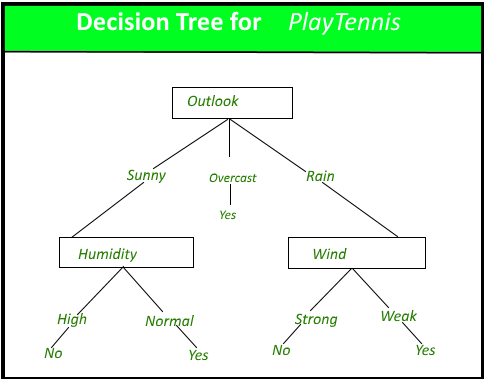 Decision Tree for PlayTennis
Outlook
Sunny Overcast Rain
Yes
Humidity Wind
High Normal Strong Weak
No Yes No Yes